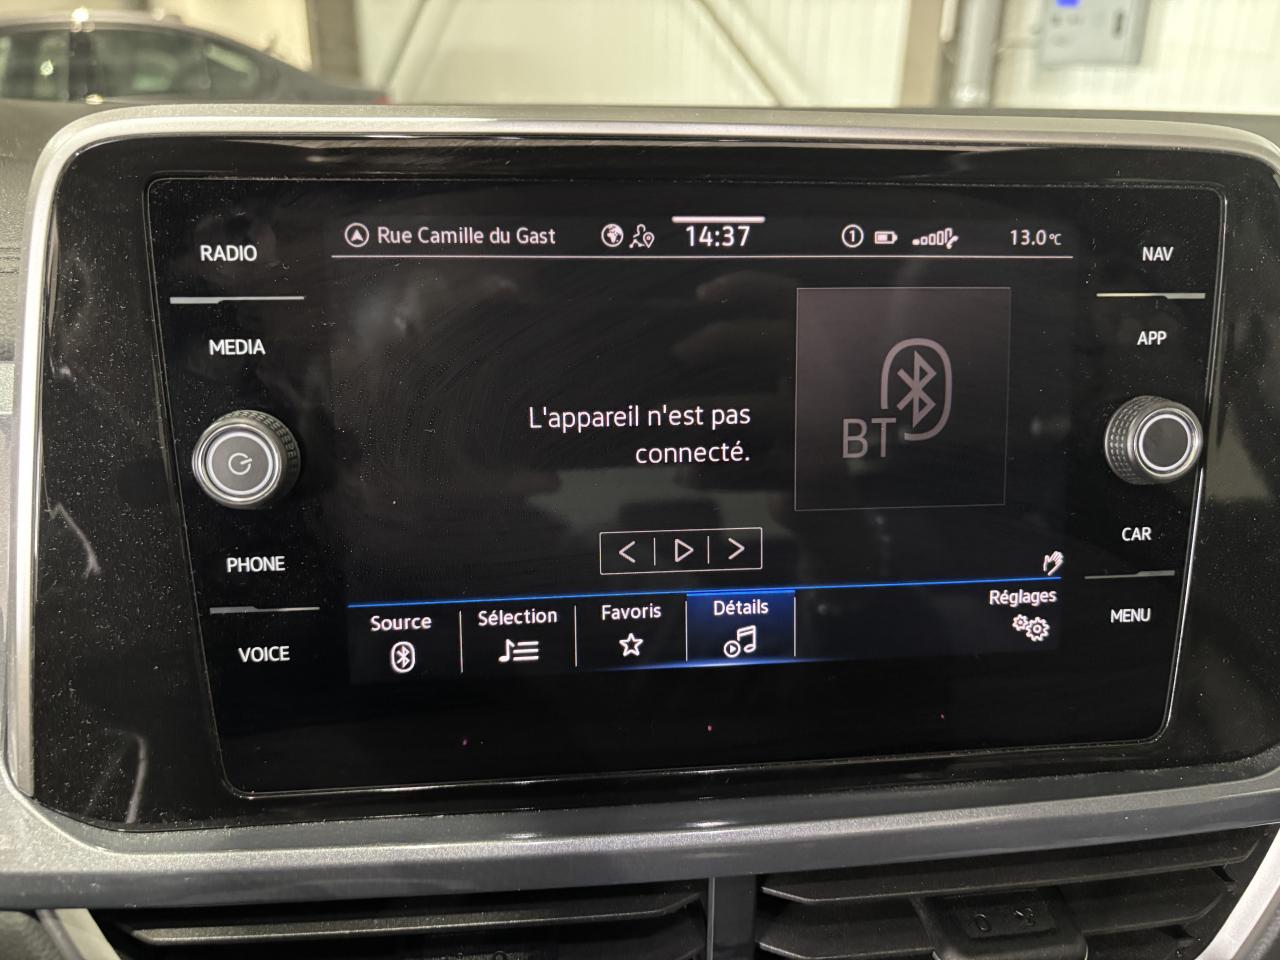 Rue Camille du Gast
14:37
1
13.0°C
RADIO
MEDIA
PHONE
VOICE
NAV
APP
CAR
MENU
L'appareil n'est pas
connecté.
BT
Source
Sélection
Favoris
Détails
Réglages